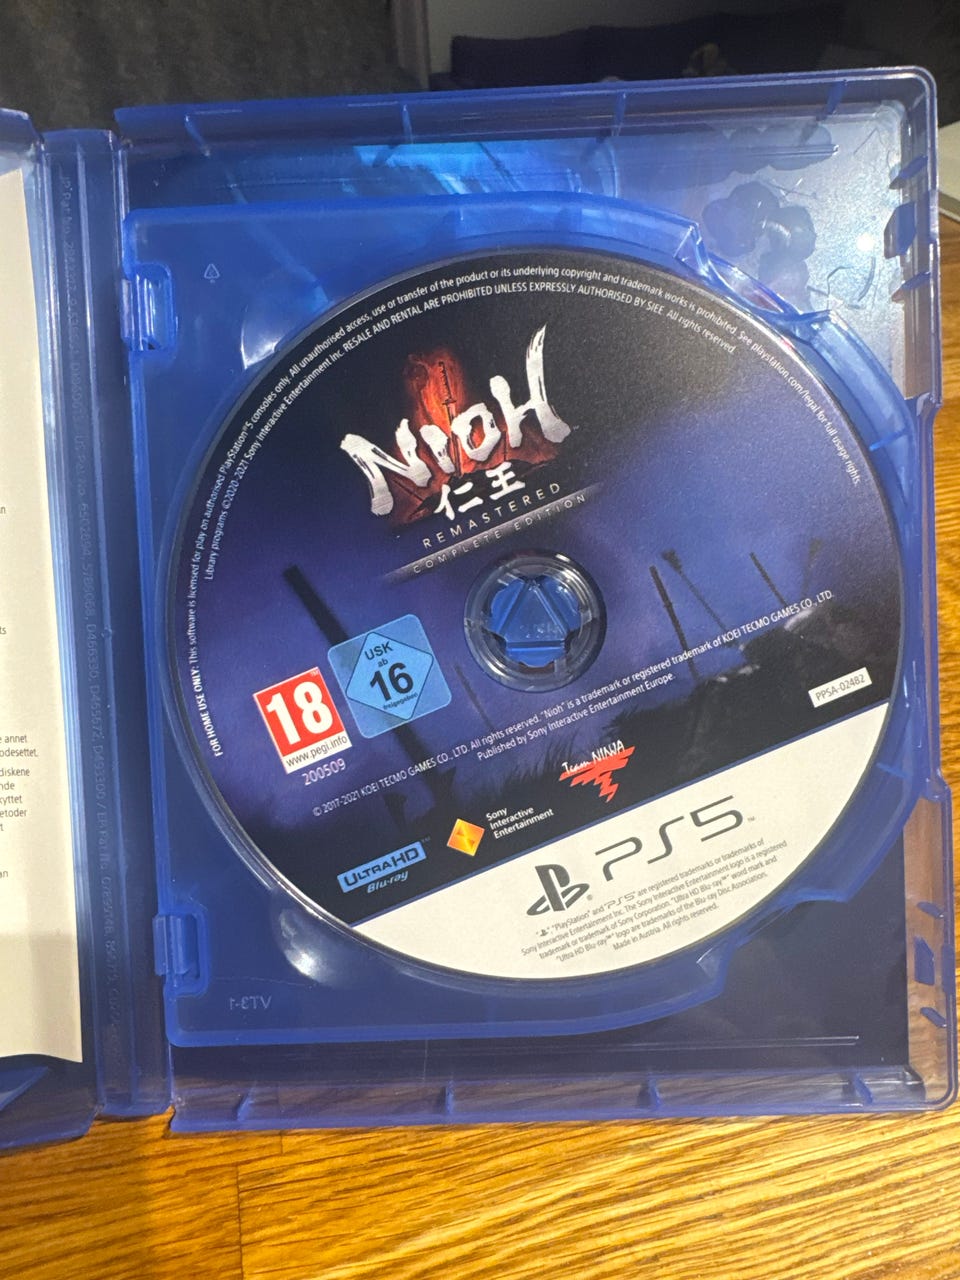 FOR HOME USE ONLY: This software is licensed for play on authorised PlayStation®5 consoles only. All unauthorised access, use or transfer of the product or its underlying copyright and trademark works is prohibited. See playstation.com/legal for full usage rights.
Library programs ©2020-2021 Sony Interactive Entertainment Inc. RESALE AND RENTAL ARE PROHIBITED UNLESS EXPRESSLY AUTHORISED BY SIEE. All rights reserved.
NIOH
仁王
REMASTERED
COMPLETE EDITION
USK
ab
16
freigegeben
18
www.pegi.info
200509
© 2017-2021 KOEI TECMO GAMES CO., LTD. All rights reserved. "Nioh" is a trademark or registered trademark of KOEI TECMO GAMES CO., LTD.
Published by Sony Interactive Entertainment Europe.
PPSA-02482
Team NINJA
Sony
Interactive
Entertainment
ULTRA HD
Blu-ray™
PS5™
"PlayStation" and "PS5" are registered trademarks or trademarks of
Sony Interactive Entertainment Inc. The Sony Interactive Entertainment logo is a registered
trademark or trademark of Sony Corporation. "Ultra HD Blu-ray™" word mark and
"Ultra HD Blu-ray™" logo are trademarks of the Blu-ray Disc Association.
Made in Austria. All rights reserved.
VT3-1
annet
odesettet.
diskene
nde
kyttet
etoder